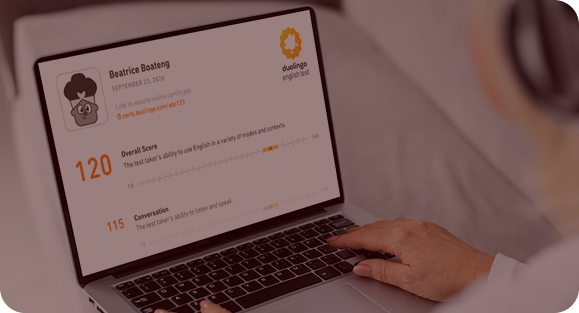 Beatrice Boateng
SEPTEMBER 23, 2020
Link to secure online certificate:
certs.duolingo.com/abc123
duolingo
english test
120
Overall Score
The test taker's ability to use English in a variety of modes and contexts.
10
160
115
Conversation
The test taker's ability to listen and speak.
10
160